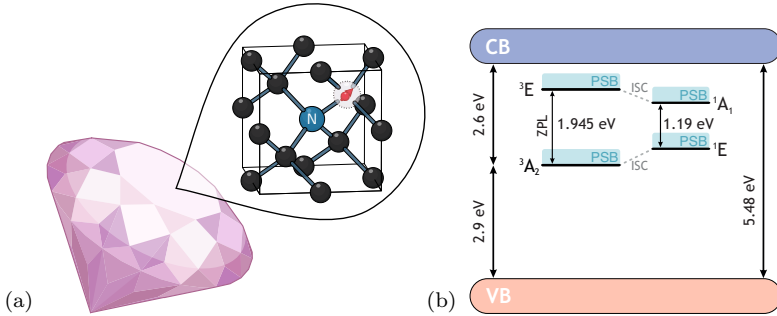 (a)
N
(b)
CB
³E
PSB
ISC
PSB
¹A₁
ZPL
1.945 eV
1.19 eV
2.6 eV
³A₂
PSB
ISC
PSB
¹E
2.9 eV
5.48 eV
VB